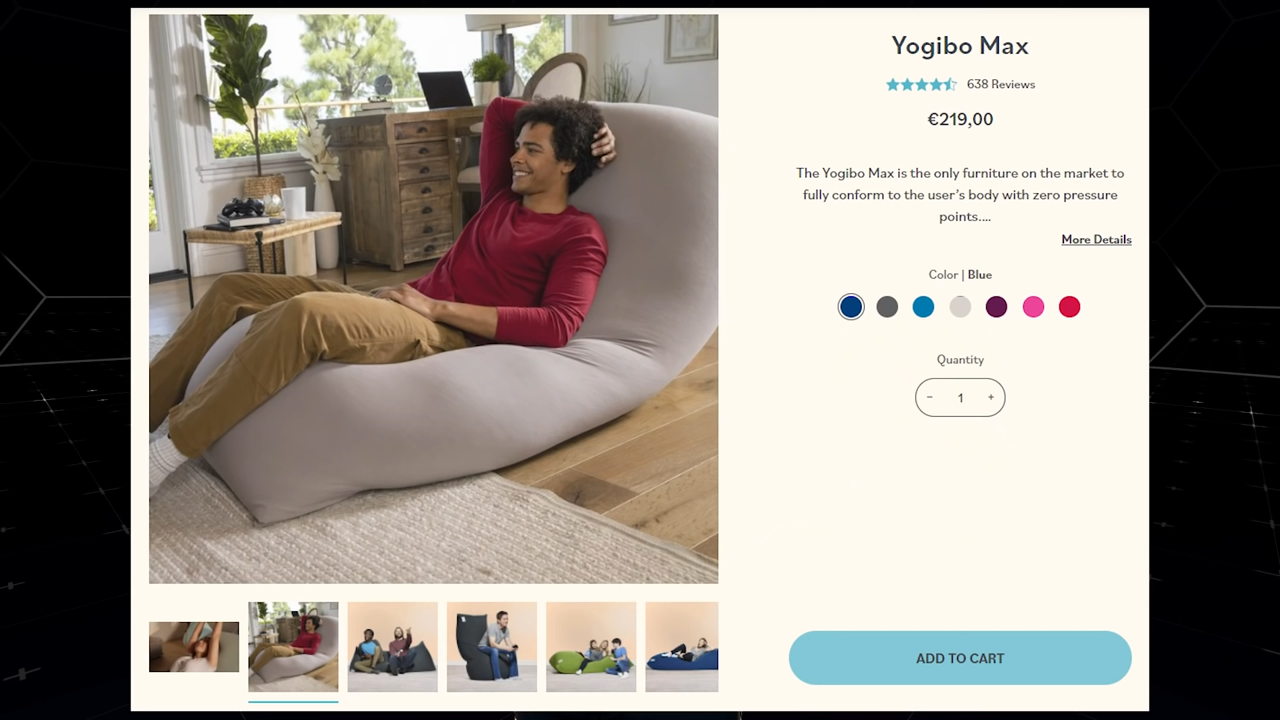 Yogibo Max
638 Reviews
€219,00
The Yogibo Max is the only furniture on the market to
fully conform to the user’s body with zero pressure
points....
More Details
Color | Blue
Quantity
− 1 +
ADD TO CART